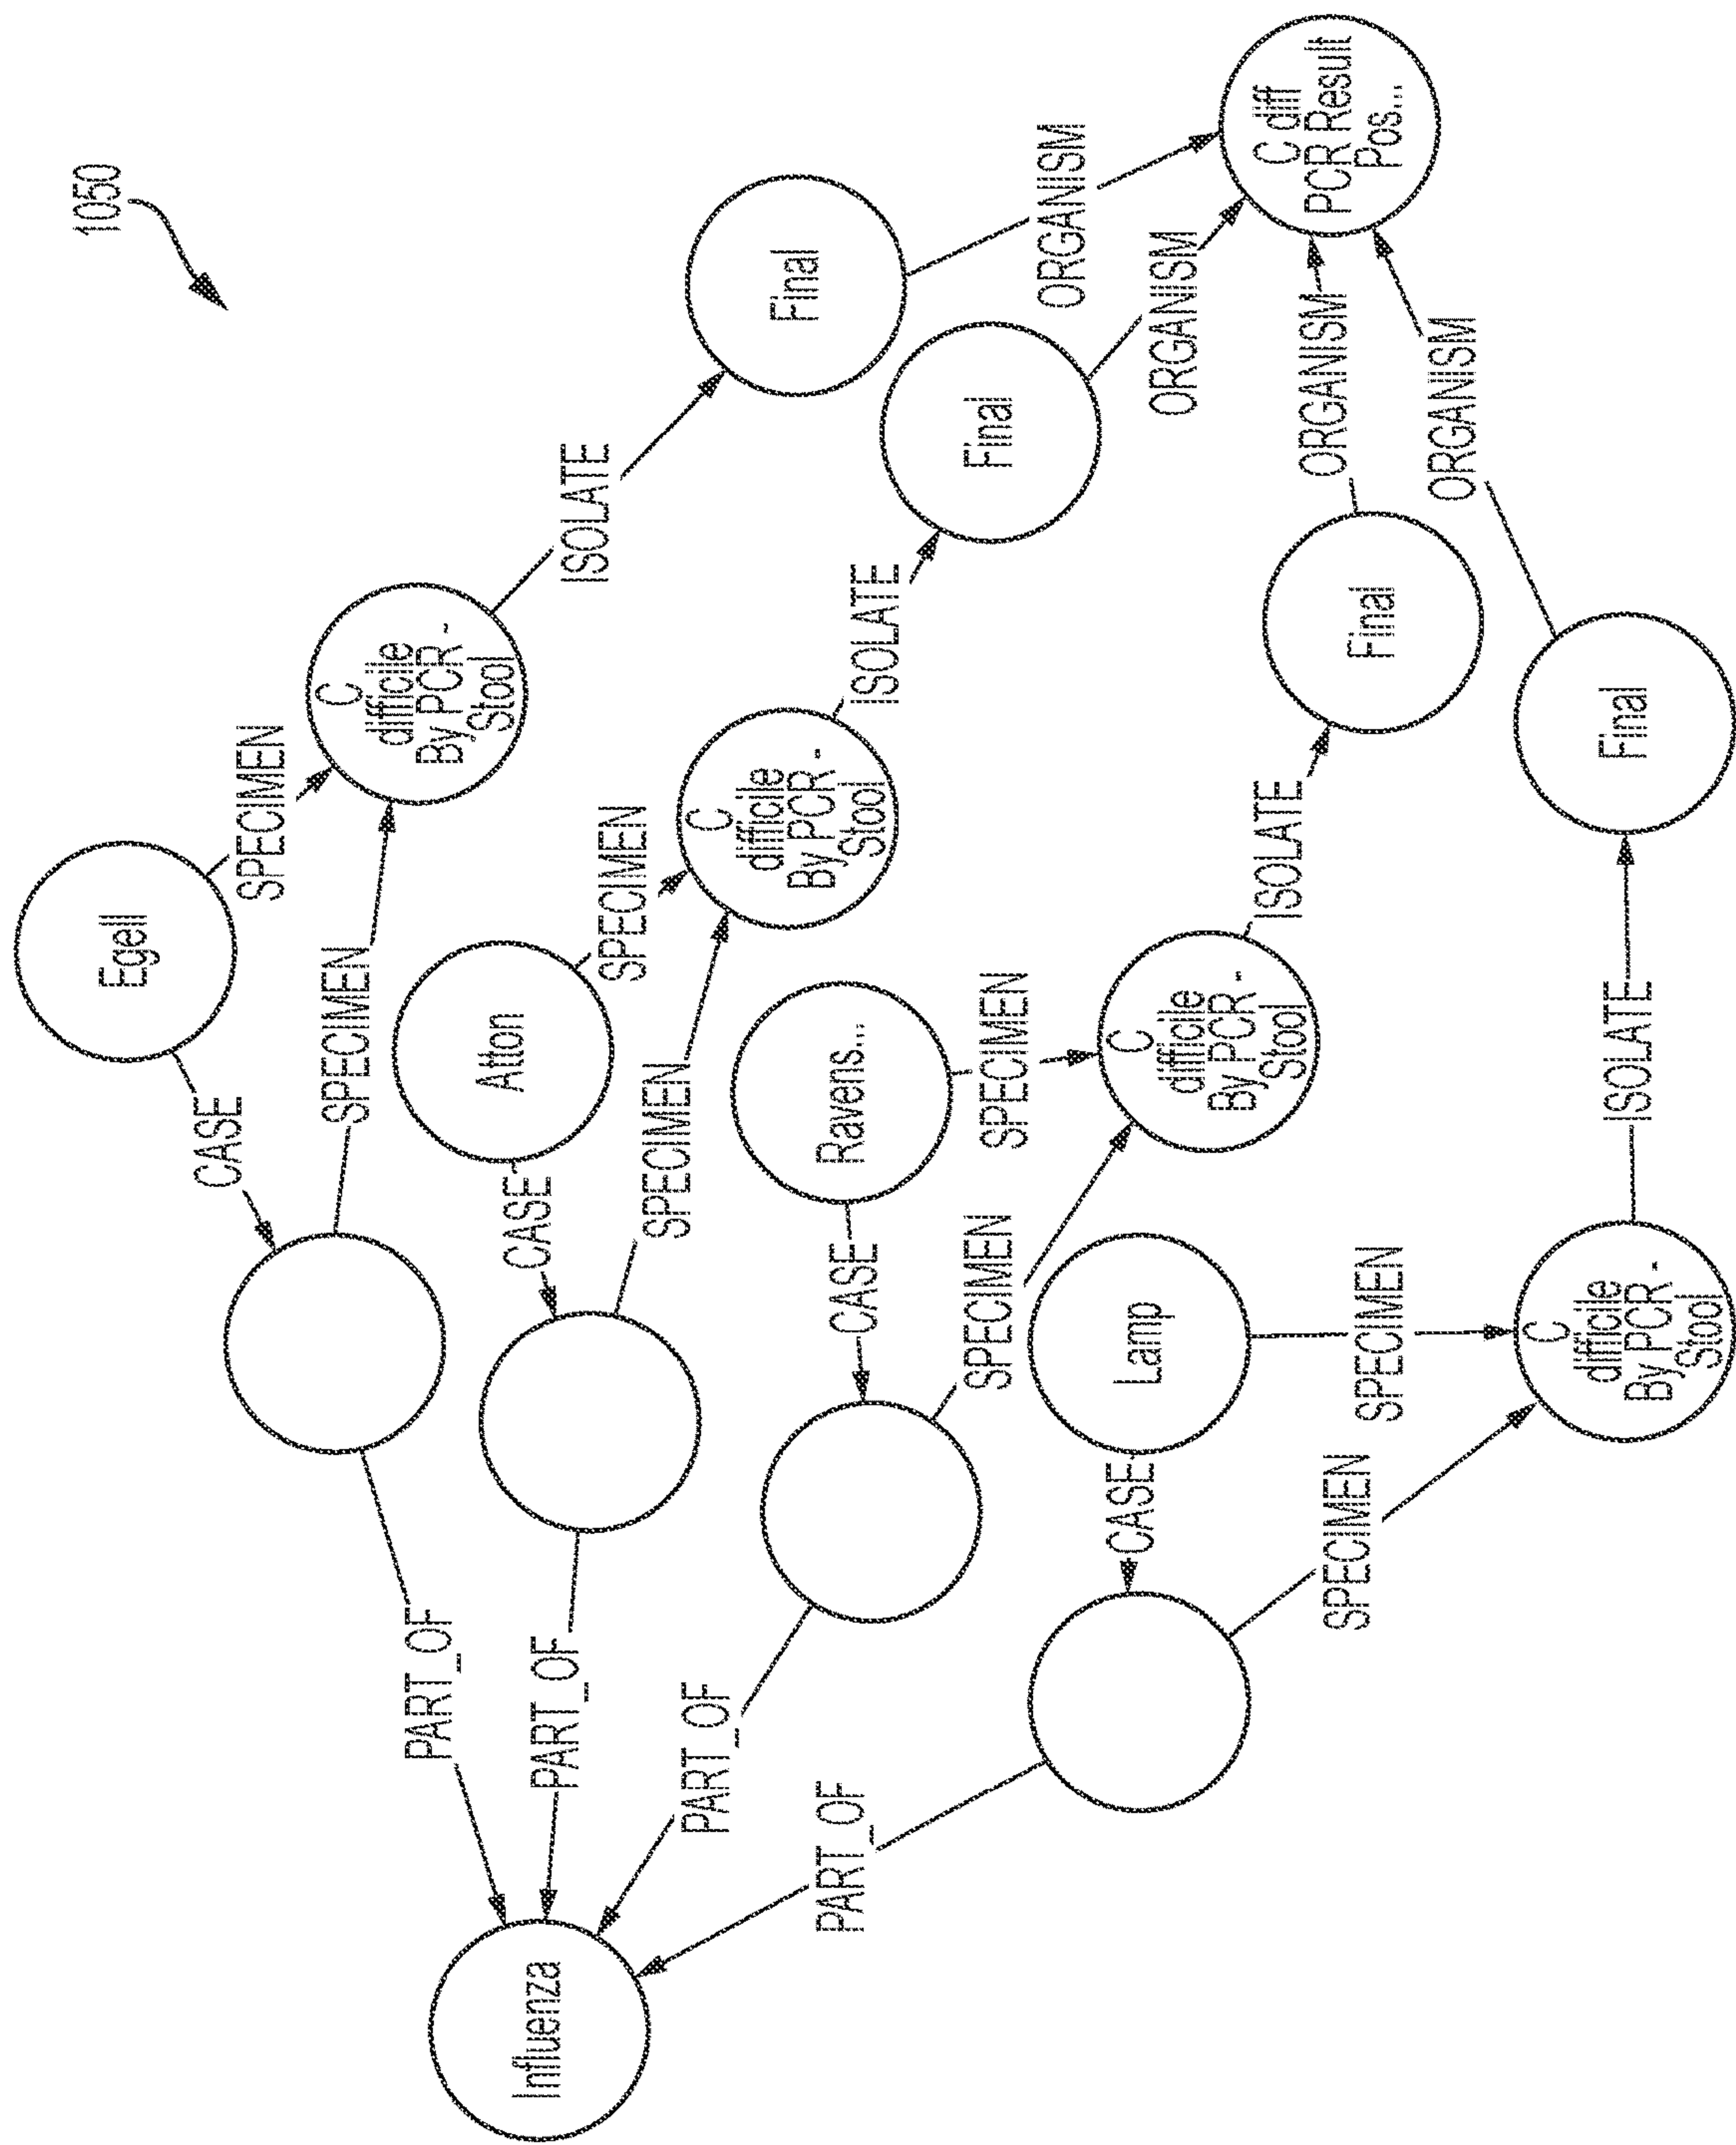 1050
Egell
SPECIMEN
CASE
SPECIMEN
C
difficile
By PCR -
Stool
ISOLATE
Final
ORGANISM
PART_OF
Atton
SPECIMEN
CASE
SPECIMEN
C
difficile
By PCR -
Stool
ISOLATE
Final
ORGANISM
PART_OF
Influenza
Ravens...
SPECIMEN
CASE
SPECIMEN
C
difficile
By PCR -
Stool
ISOLATE
Final
ORGANISM
PART_OF
Lamp
SPECIMEN
CASE
SPECIMEN
C
difficile
By PCR -
Stool
ISOLATE
Final
ORGANISM
PART_OF
C diff
PCR Result
Pos...